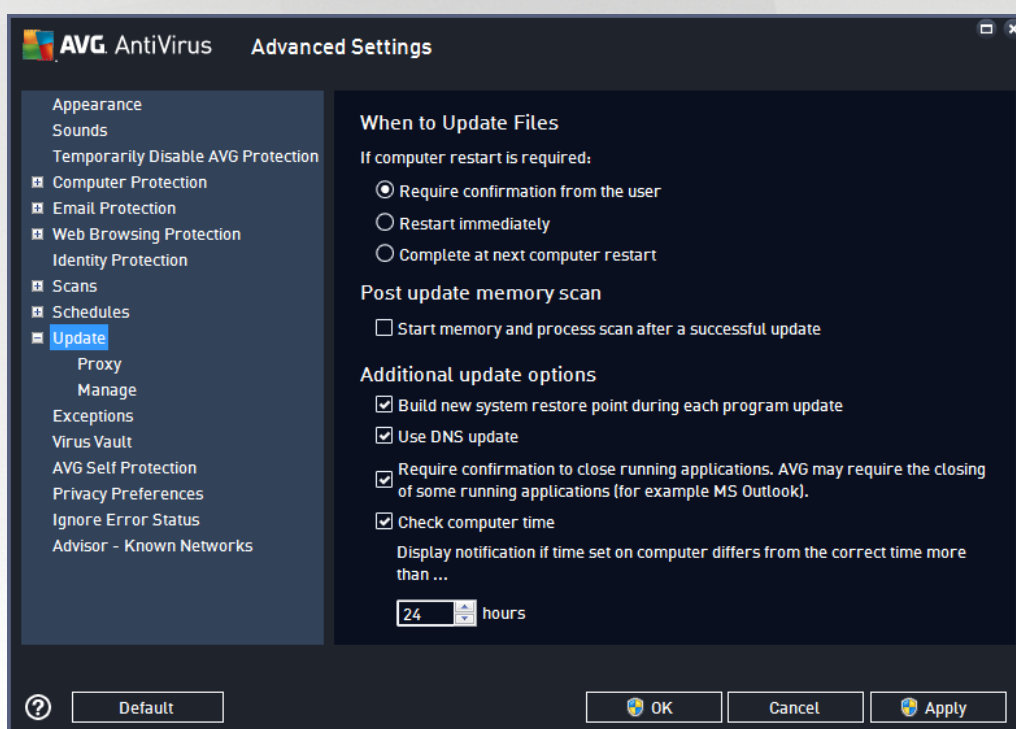 AVG. AntiVirus Advanced Settings
Appearance
Sounds
Temporarily Disable AVG Protection
Computer Protection
Email Protection
Web Browsing Protection
Identity Protection
Scans
Schedules
Update
Proxy
Manage
Exceptions
Virus Vault
AVG Self Protection
Privacy Preferences
Ignore Error Status
Advisor - Known Networks
When to Update Files
If computer restart is required:
Require confirmation from the user
Restart immediately
Complete at next computer restart
Post update memory scan
Start memory and process scan after a successful update
Additional update options
Build new system restore point during each program update
Use DNS update
Require confirmation to close running applications. AVG may require the closing
of some running applications (for example MS Outlook).
Check computer time
Display notification if time set on computer differs from the correct time more
than ...
24 hours
? Default OK Cancel Apply